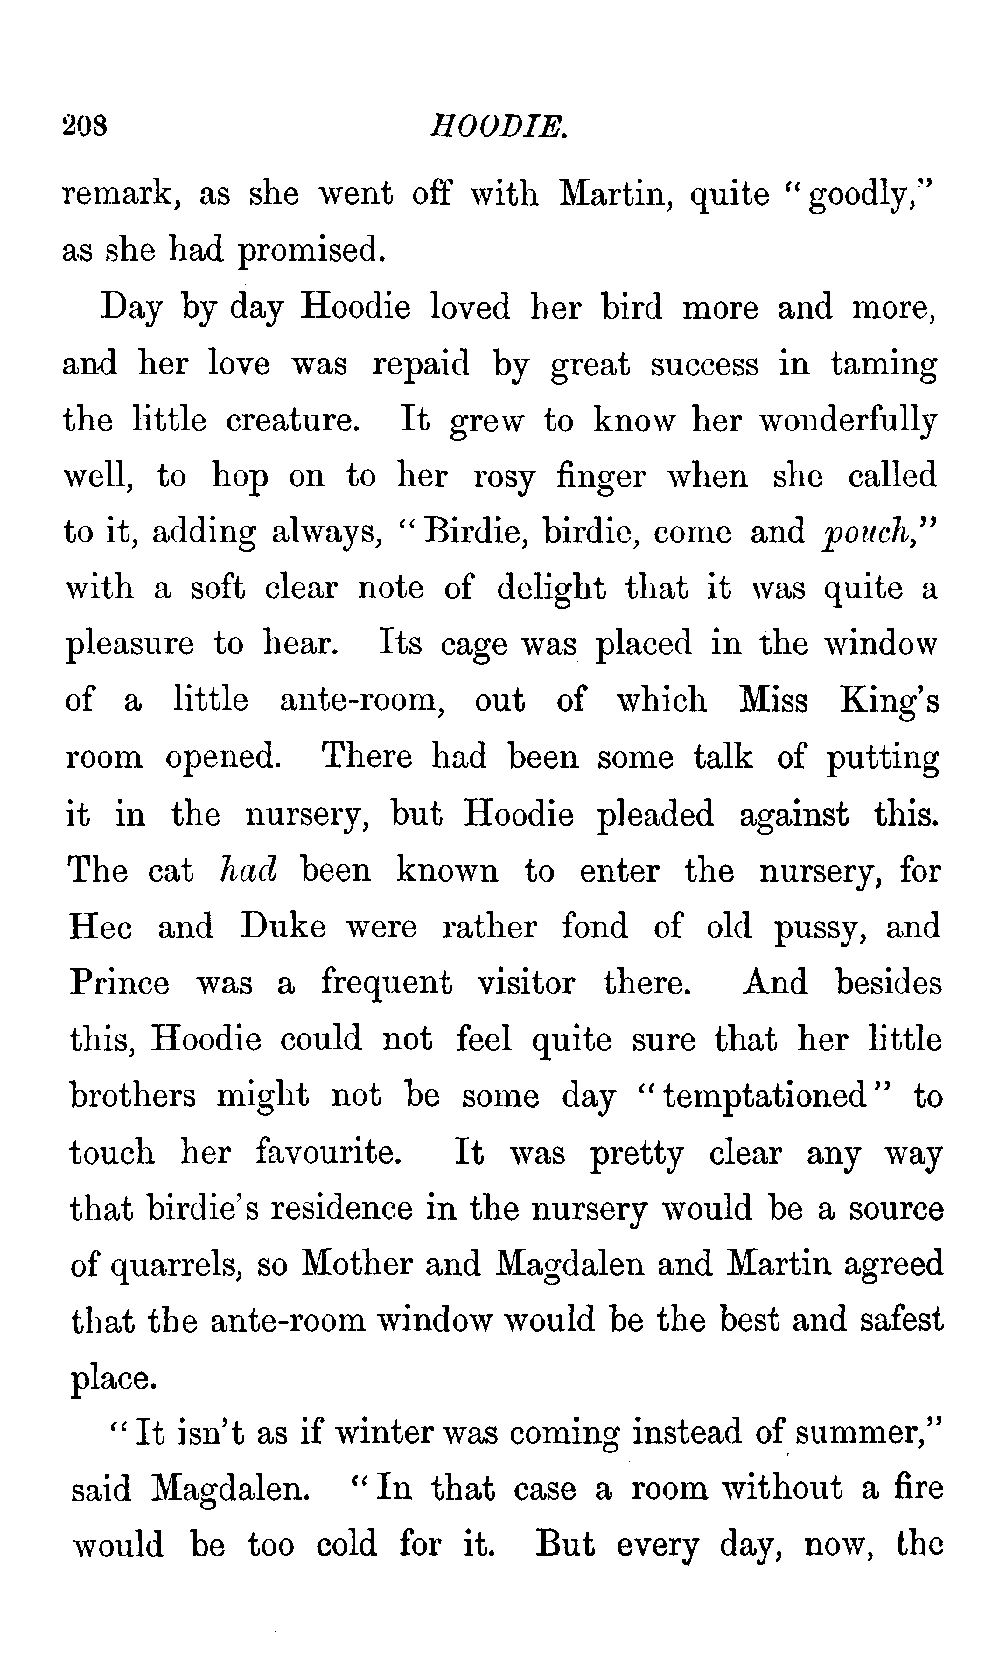 208 HOODIE.
remark, as she went off with Martin, quite "goodly,"
as she had promised.
Day by day Hoodie loved her bird more and more,
and her love was repaid by great success in taming
the little creature. It grew to know her wonderfully
well, to hop on to her rosy finger when she called
to it, adding always, "Birdie, birdie, come and pouch,"
with a soft clear note of delight that it was quite a
pleasure to hear. Its cage was placed in the window
of a little ante-room, out of which Miss King's
room opened. There had been some talk of putting
it in the nursery, but Hoodie pleaded against this.
The cat had been known to enter the nursery, for
Hec and Duke were rather fond of old pussy, and
Prince was a frequent visitor there. And besides
this, Hoodie could not feel quite sure that her little
brothers might not be some day "temptationed" to
touch her favourite. It was pretty clear any way
that birdie's residence in the nursery would be a source
of quarrels, so Mother and Magdalen and Martin agreed
that the ante-room window would be the best and safest
place.
"It isn't as if winter was coming instead of summer,"
said Magdalen. "In that case a room without a fire
would be too cold for it. But every day, now, the